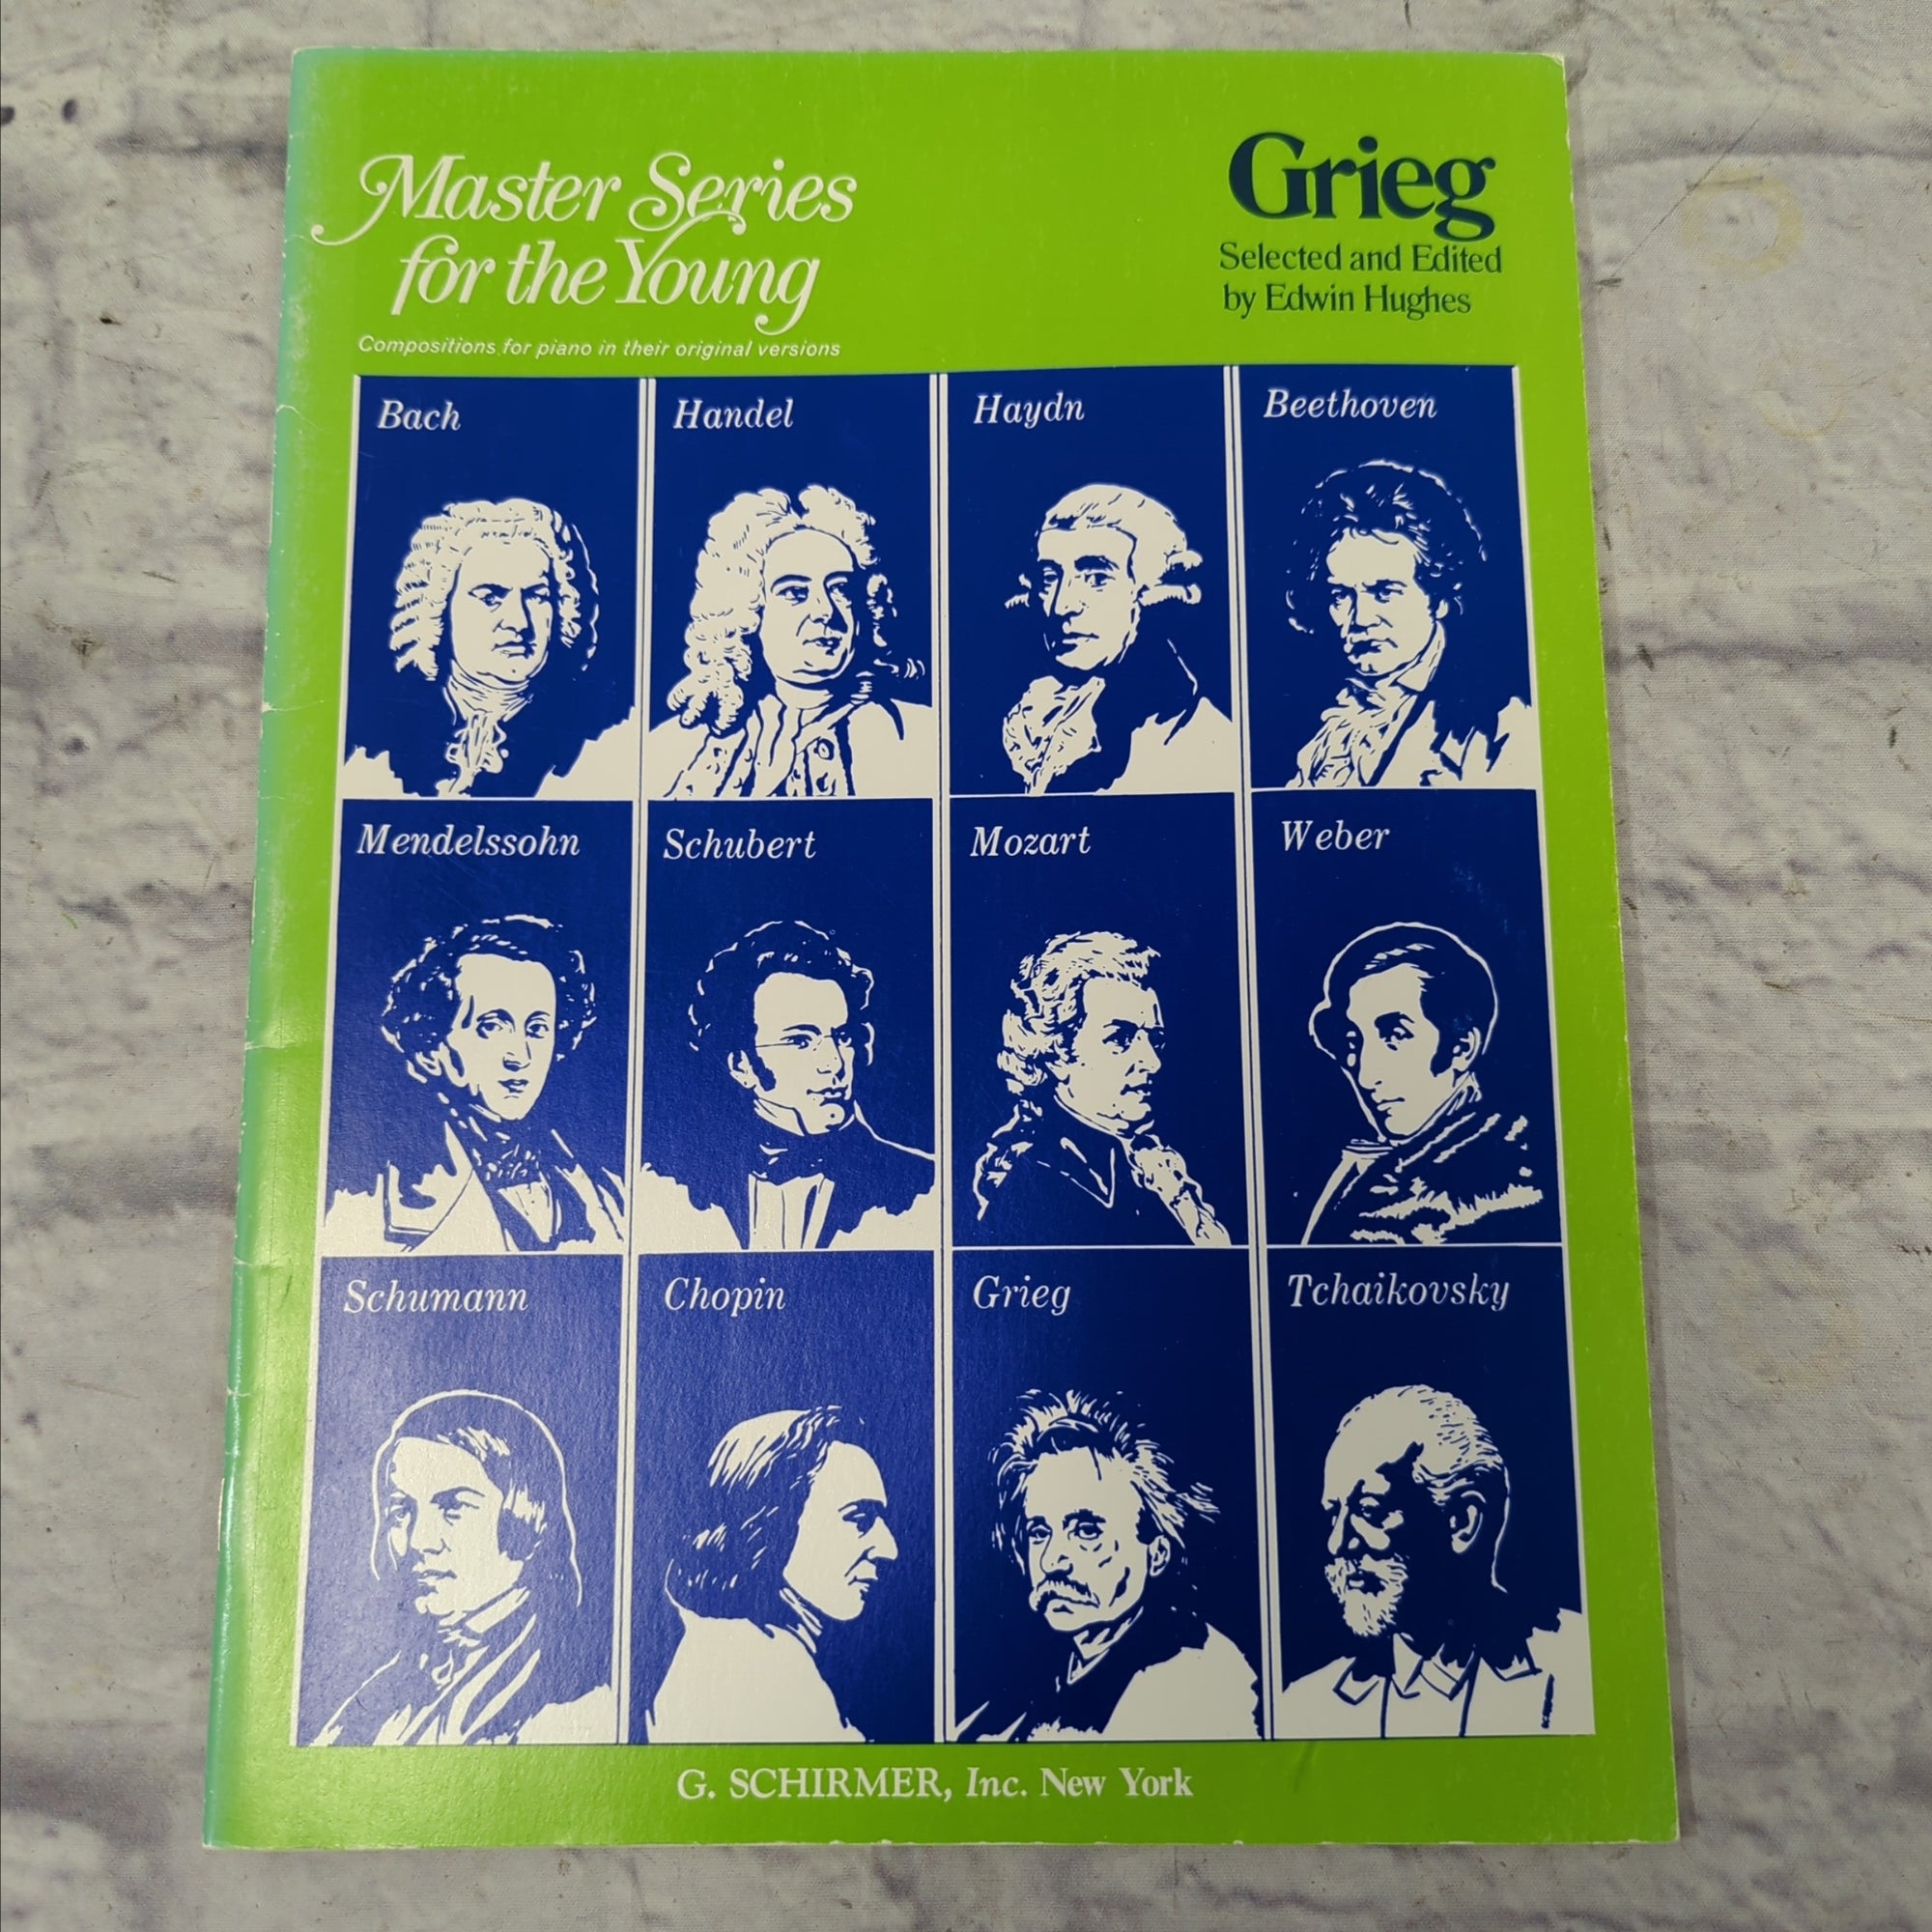 Master Series
for the Young
Compositions for piano in their original versions
Grieg
Selected and Edited
by Edwin Hughes
Bach
Handel
Haydn
Beethoven
Mendelssohn
Schubert
Mozart
Weber
Schumann
Chopin
Grieg
Tchaikovsky
G. SCHIRMER, Inc. New York